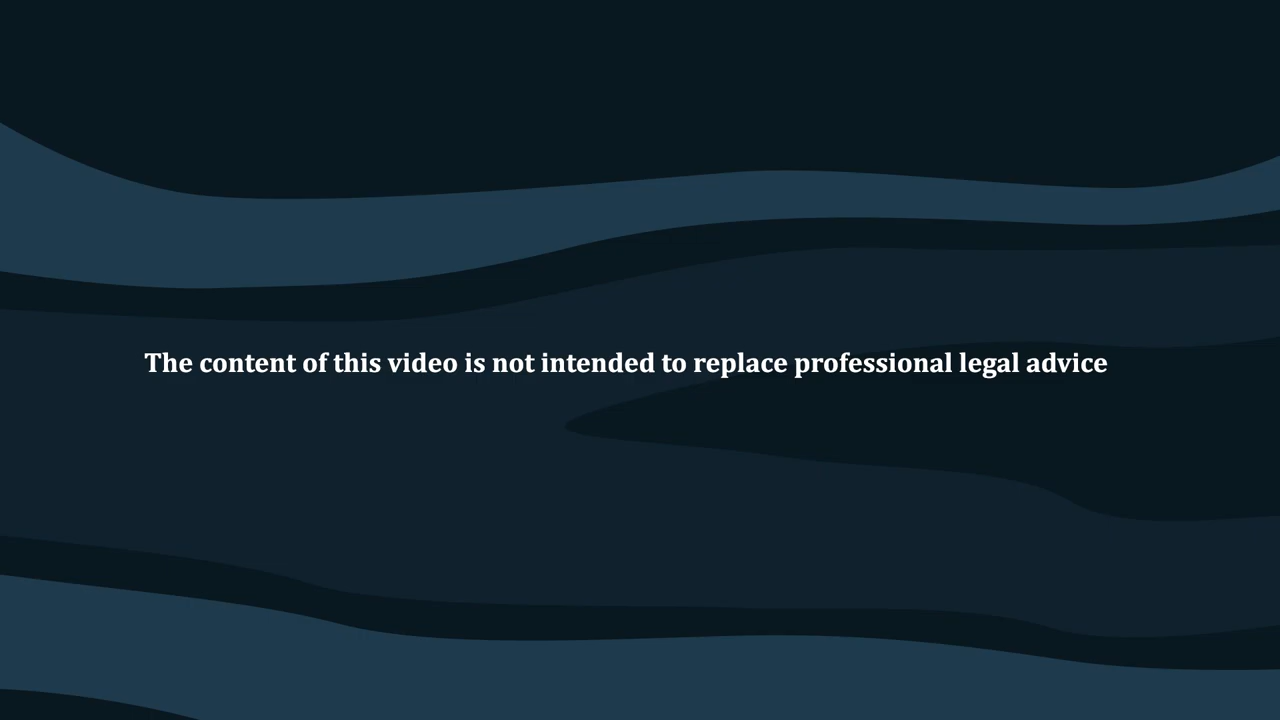 The content of this video is not intended to replace professional legal advice